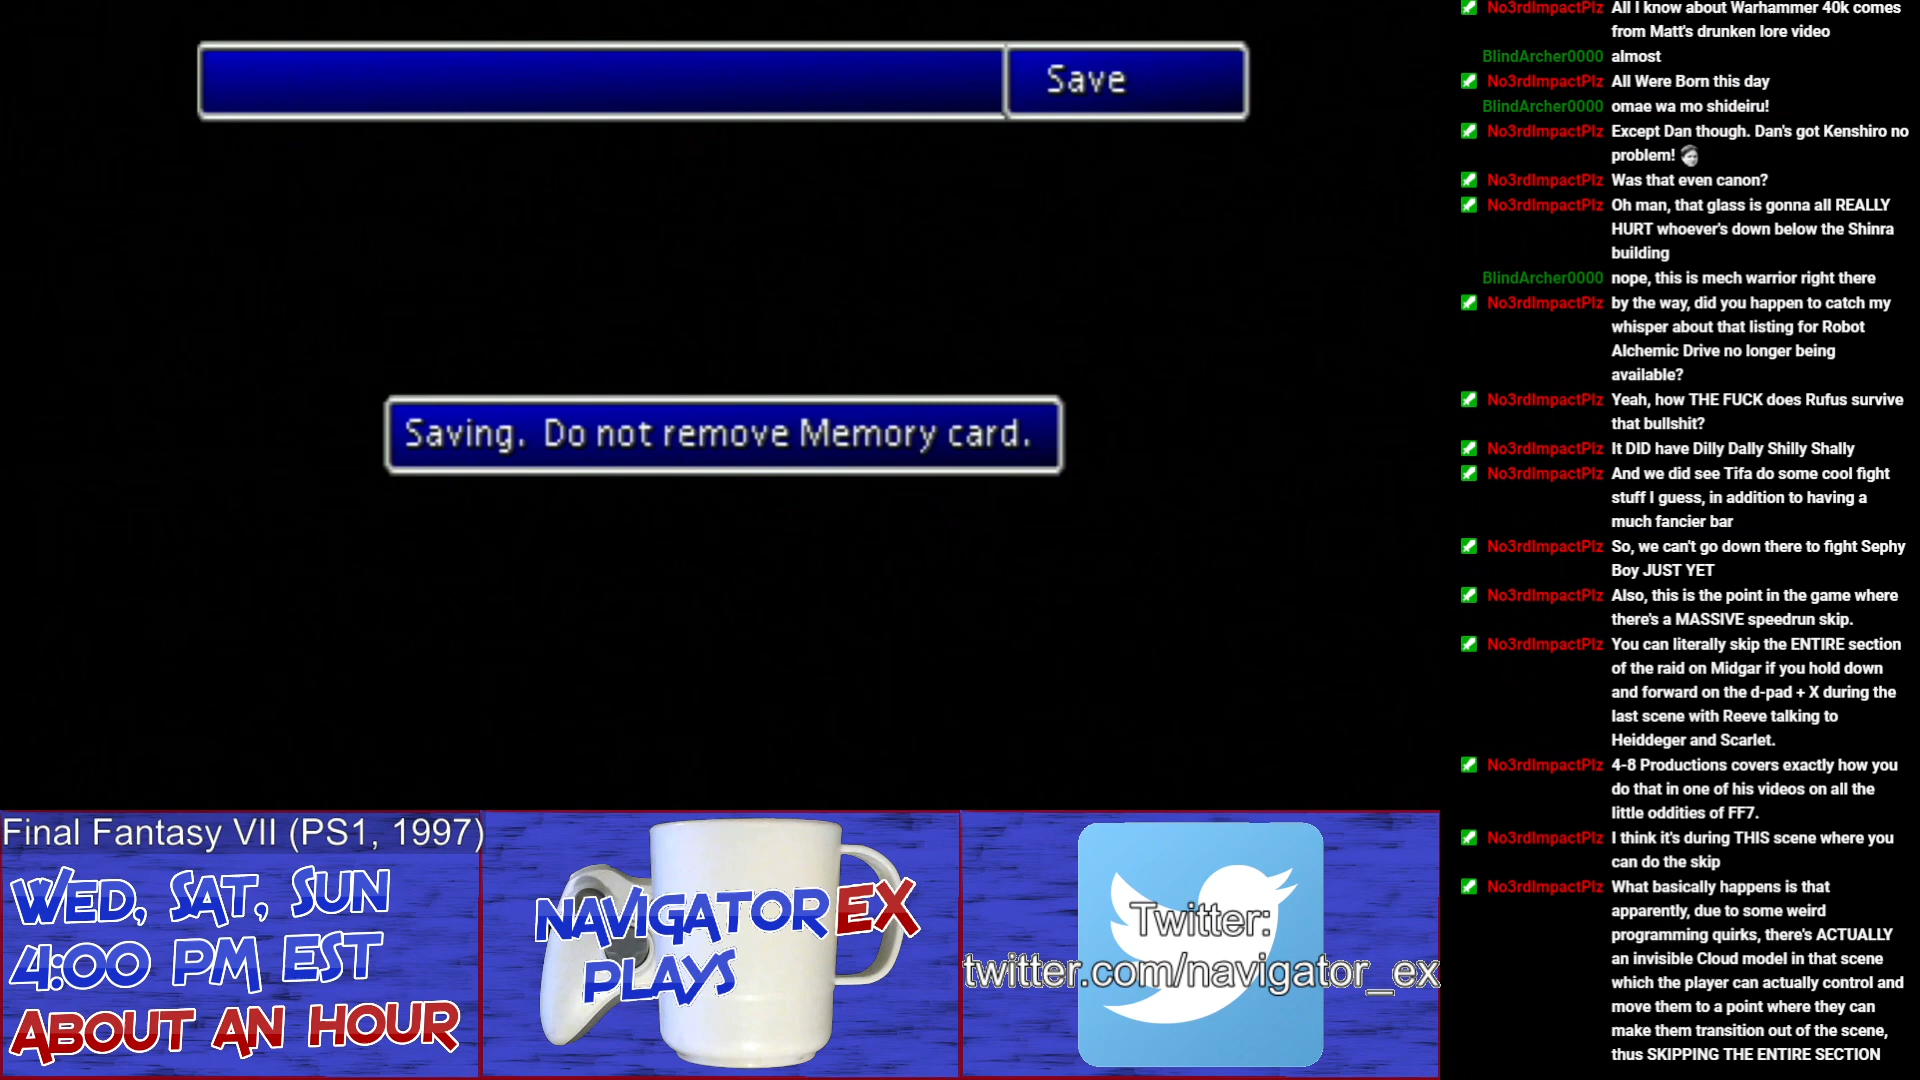 Save
Saving. Do not remove Memory card.
Final Fantasy VII (PS1, 1997)
WED, SAT, SUN
4:00 PM EST
ABOUT AN HOUR
NAVIGATOR EX
PLAYS
Twitter:
twitter.com/navigator_ex
No3rdImpactPlz All I know about Warhammer 40k comes
from Matt's drunken lore video
BlindArcher0000 almost
No3rdImpactPlz All Were Born this day
BlindArcher0000 omae wa mo shideiru!
No3rdImpactPlz Except Dan though. Dan's got Kenshiro no
problem!
No3rdImpactPlz Was that even canon?
No3rdImpactPlz Oh man, that glass is gonna all REALLY
HURT whoever's down below the Shinra
building
BlindArcher0000 nope, this is mech warrior right there
No3rdImpactPlz by the way, did you happen to catch my
whisper about that listing for Robot
Alchemic Drive no longer being
available?
No3rdImpactPlz Yeah, how THE FUCK does Rufus survive
that bullshit?
No3rdImpactPlz It DID have Dilly Dally Shilly Shally
No3rdImpactPlz And we did see Tifa do some cool fight
stuff I guess, in addition to having a
much fancier bar
No3rdImpactPlz So, we can't go down there to fight Sephy
Boy JUST YET
No3rdImpactPlz Also, this is the point in the game where
there's a MASSIVE speedrun skip.
No3rdImpactPlz You can literally skip the ENTIRE section
of the raid on Midgar if you hold down
and forward on the d-pad + X during the
last scene with Reeve talking to
Heiddeger and Scarlet.
No3rdImpactPlz 4-8 Productions covers exactly how you
do that in one of his videos on all the
little oddities of FF7.
No3rdImpactPlz I think it's during THIS scene where you
can do the skip
No3rdImpactPlz What basically happens is that
apparently, due to some weird
programming quirks, there's ACTUALLY
an invisible Cloud model in that scene
which the player can actually control and
move them to a point where they can
make them transition out of the scene,
thus SKIPPING THE ENTIRE SECTION